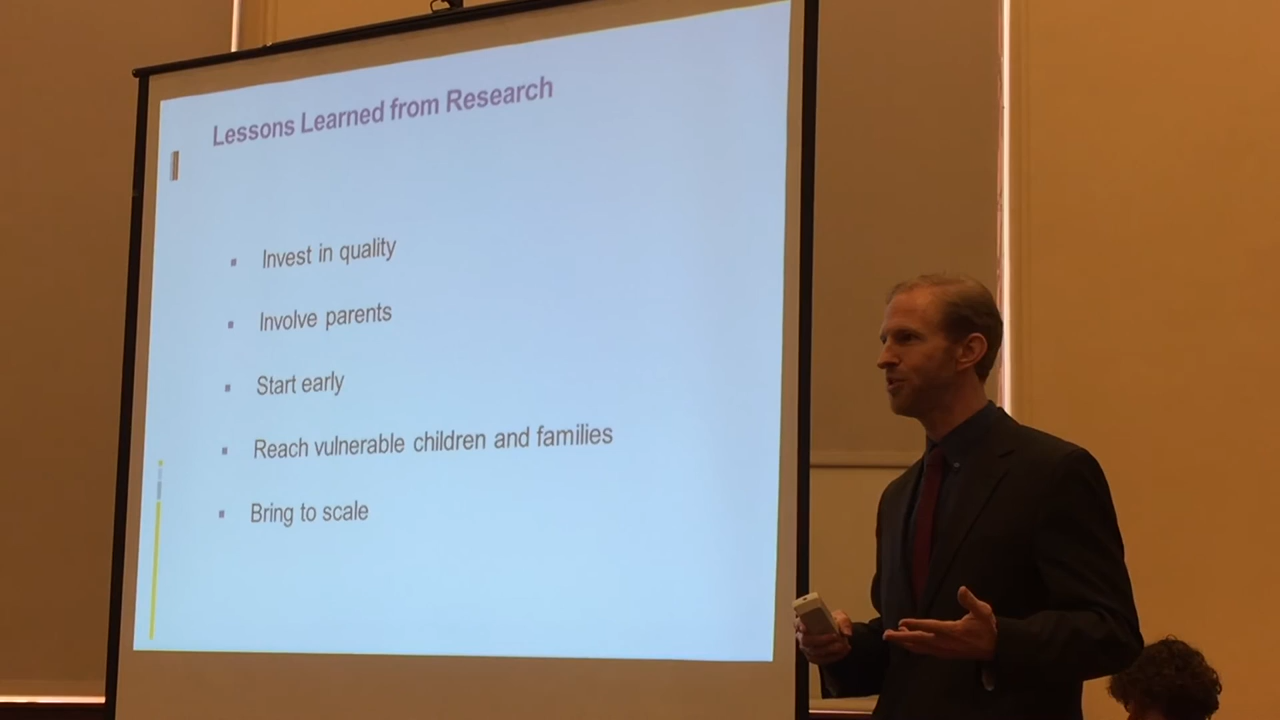 Lessons Learned from Research
Invest in quality
Involve parents
Start early
Reach vulnerable children and families
Bring to scale